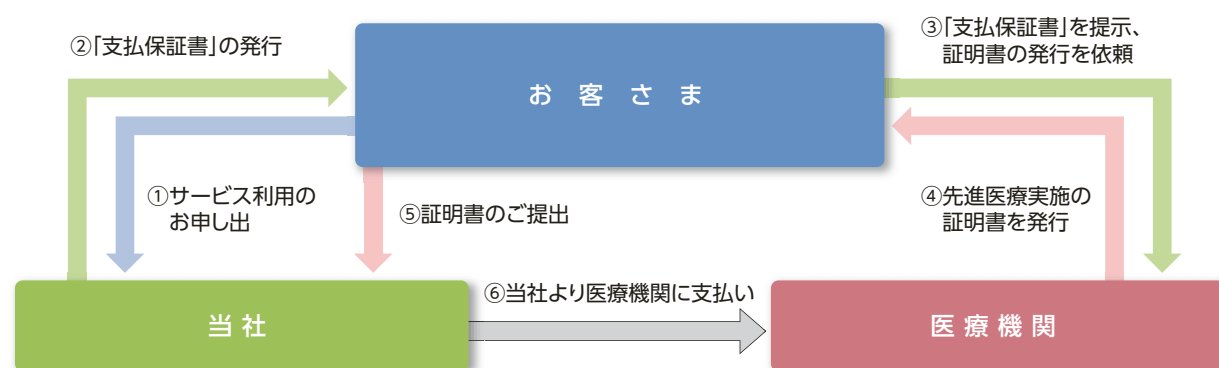 ②「支払保証書」の発行
③「支払保証書」を提示、
証明書の発行を依頼
お客さま
①サービス利用の
お申し出
⑤証明書のご提出
④先進医療実施の
証明書を発行
⑥当社より医療機関に支払い
当社
医療機関